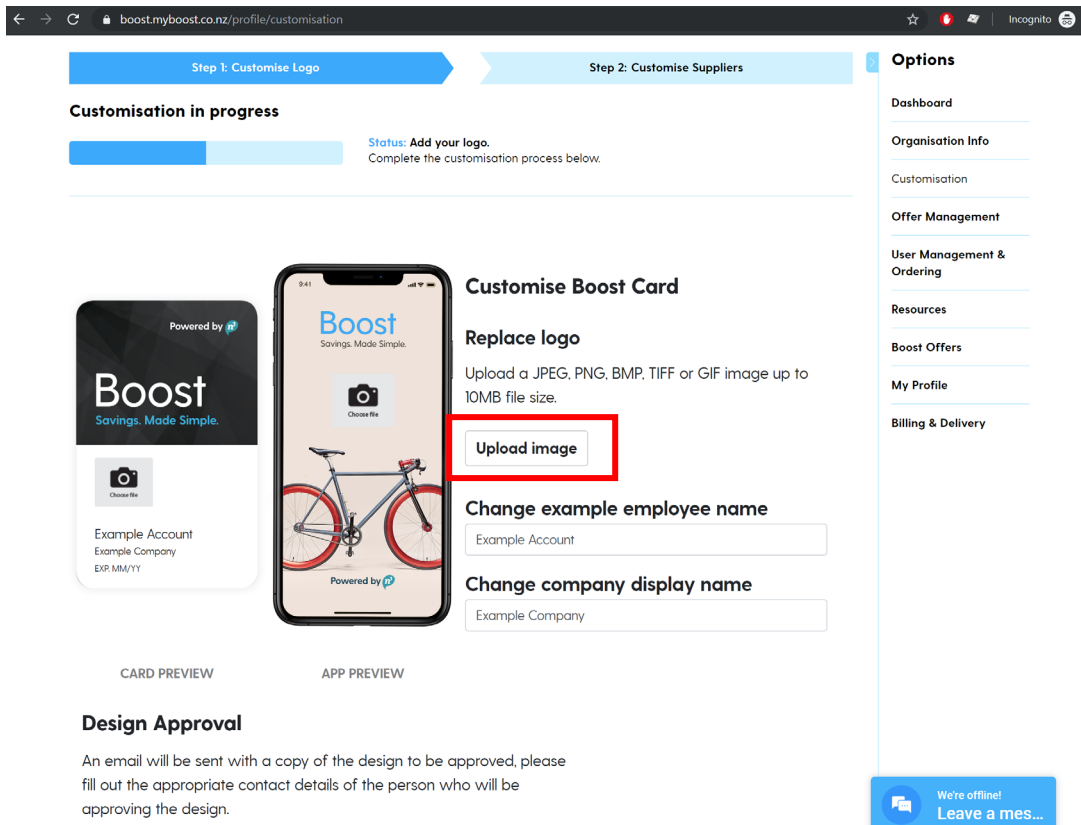 boost.myboost.co.nz/profile/customisation
Incognito
Step 1: Customise Logo
Step 2: Customise Suppliers
Customisation in progress
Status: Add your logo.
Complete the customisation process below.
Powered by n³
Boost
Savings. Made Simple.
Choose file
Example Account
Example Company
EXP. MM/YY
CARD PREVIEW
9:41
Boost
Savings. Made Simple.
Choose file
Powered by n³
APP PREVIEW
Customise Boost Card
Replace logo
Upload a JPEG, PNG, BMP, TIFF or GIF image up to
10MB file size.
Upload image
Change example employee name
Example Account
Change company display name
Example Company
Design Approval
An email will be sent with a copy of the design to be approved, please
fill out the appropriate contact details of the person who will be
approving the design.
Options
Dashboard
Organisation Info
Customisation
Offer Management
User Management &
Ordering
Resources
Boost Offers
My Profile
Billing & Delivery
We're offline!
Leave a mes...